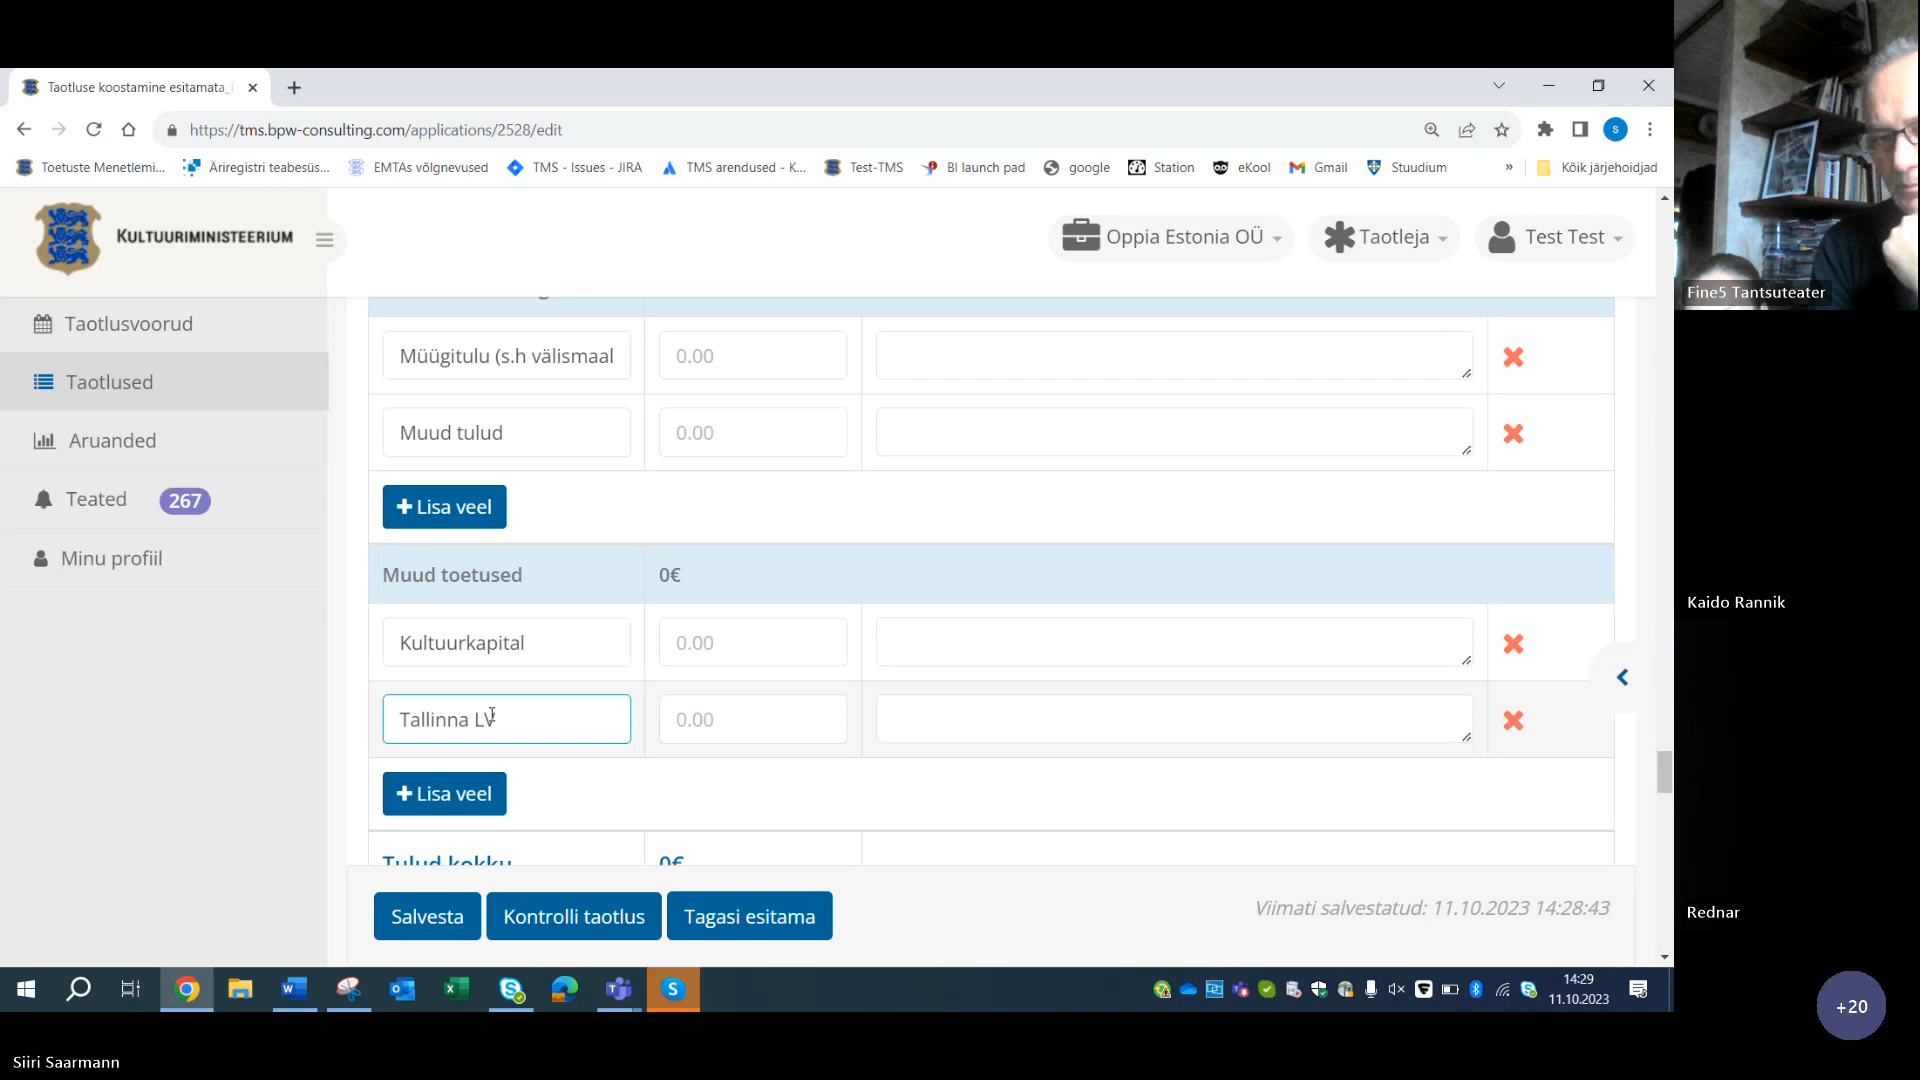 Taotluse koostamine esitamata_
https://tms.bpw-consulting.com/applications/2528/edit
S
Toetuste Menetlemi...
Äriregistri teabesüs...
EMTAs võlgnevused
TMS - Issues - JIRA
TMS arendused - K...
Test-TMS
BI launch pad
google
Station
eKool
Gmail
Stuudium
»
Kõik järjehoidjad
KULTUURIMINISTEERIUM
Oppia Estonia OÜ
Taotleja
Test Test
Fine5 Tantsuteater
Taotlusvoorud
Taotlused
Aruanded
Teated 267
Minu profiil
Müügitulu (s.h välismaal
0.00
Muud tulud
0.00
Lisa veel
Muud toetused
0€
Kultuurkapital
0.00
Tallinna LV
0.00
Lisa veel
Tulud kokku
0€
Salvesta
Kontrolli taotlus
Tagasi esitama
Viimati salvestatud: 11.10.2023 14:28:43
Kaido Rannik
Rednar
14:29
11.10.2023
+20
Siiri Saarmann